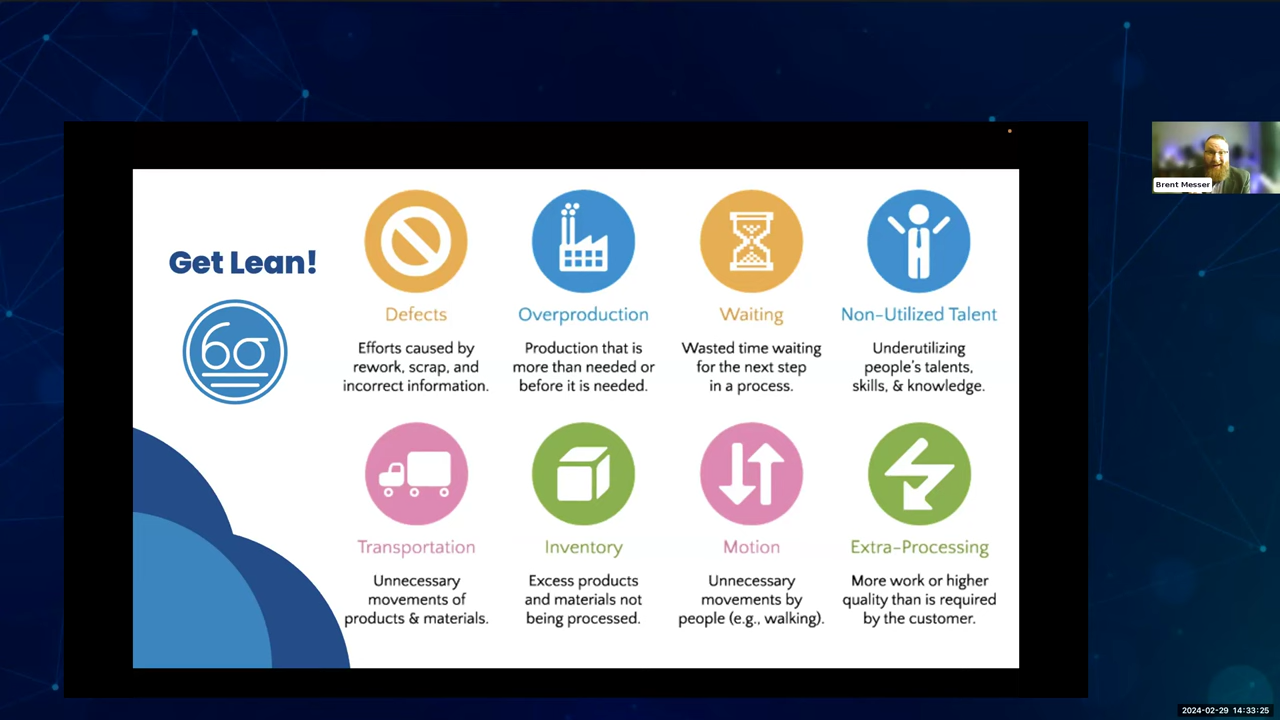 Get Lean!
6σ
Defects
Efforts caused by
rework, scrap, and
incorrect information.
Overproduction
Production that is
more than needed or
before it is needed.
Waiting
Wasted time waiting
for the next step
in a process.
Non-Utilized Talent
Underutilizing
people's talents,
skills, & knowledge.
Transportation
Unnecessary
movements of
products & materials.
Inventory
Excess products
and materials not
being processed.
Motion
Unnecessary
movements by
people (e.g., walking).
Extra-Processing
More work or higher
quality than is required
by the customer.
Brent Messer
2024-02-29 14:33:25